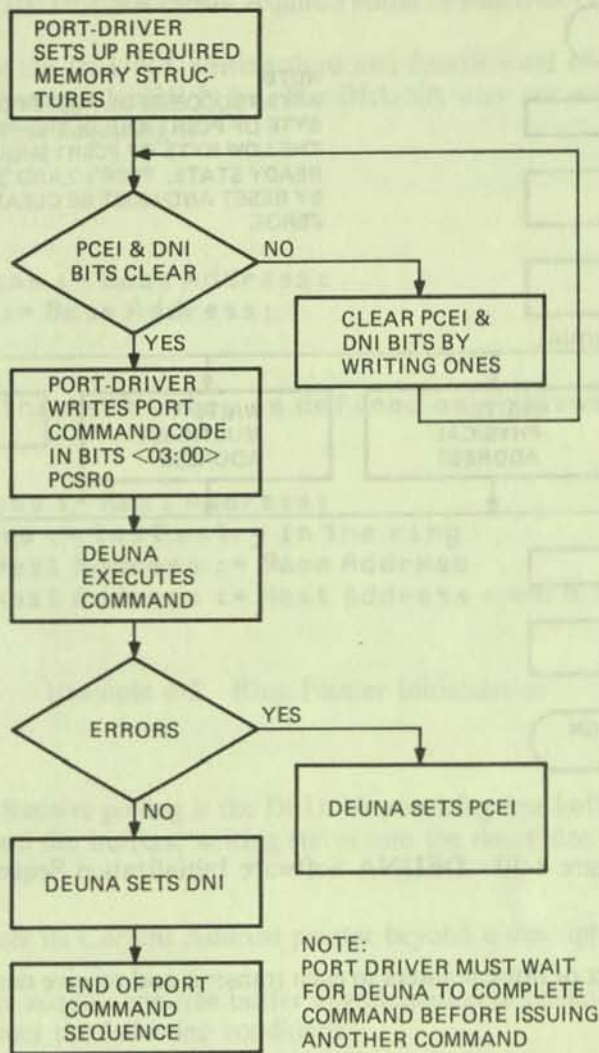 PORT-DRIVER
SETS UP REQUIRED
MEMORY STRUC-
TURES
PCEI & DNI
BITS CLEAR
NO
YES
CLEAR PCEI &
DNI BITS BY
WRITING ONES
PORT-DRIVER
WRITES PORT
COMMAND CODE
IN BITS <03:00>
PCSR0
DEUNA
EXECUTES
COMMAND
ERRORS
YES
NO
DEUNA SETS PCEI
DEUNA SETS DNI
END OF PORT
COMMAND
SEQUENCE
NOTE:
PORT DRIVER MUST WAIT
FOR DEUNA TO COMPLETE
COMMAND BEFORE ISSUING
ANOTHER COMMAND